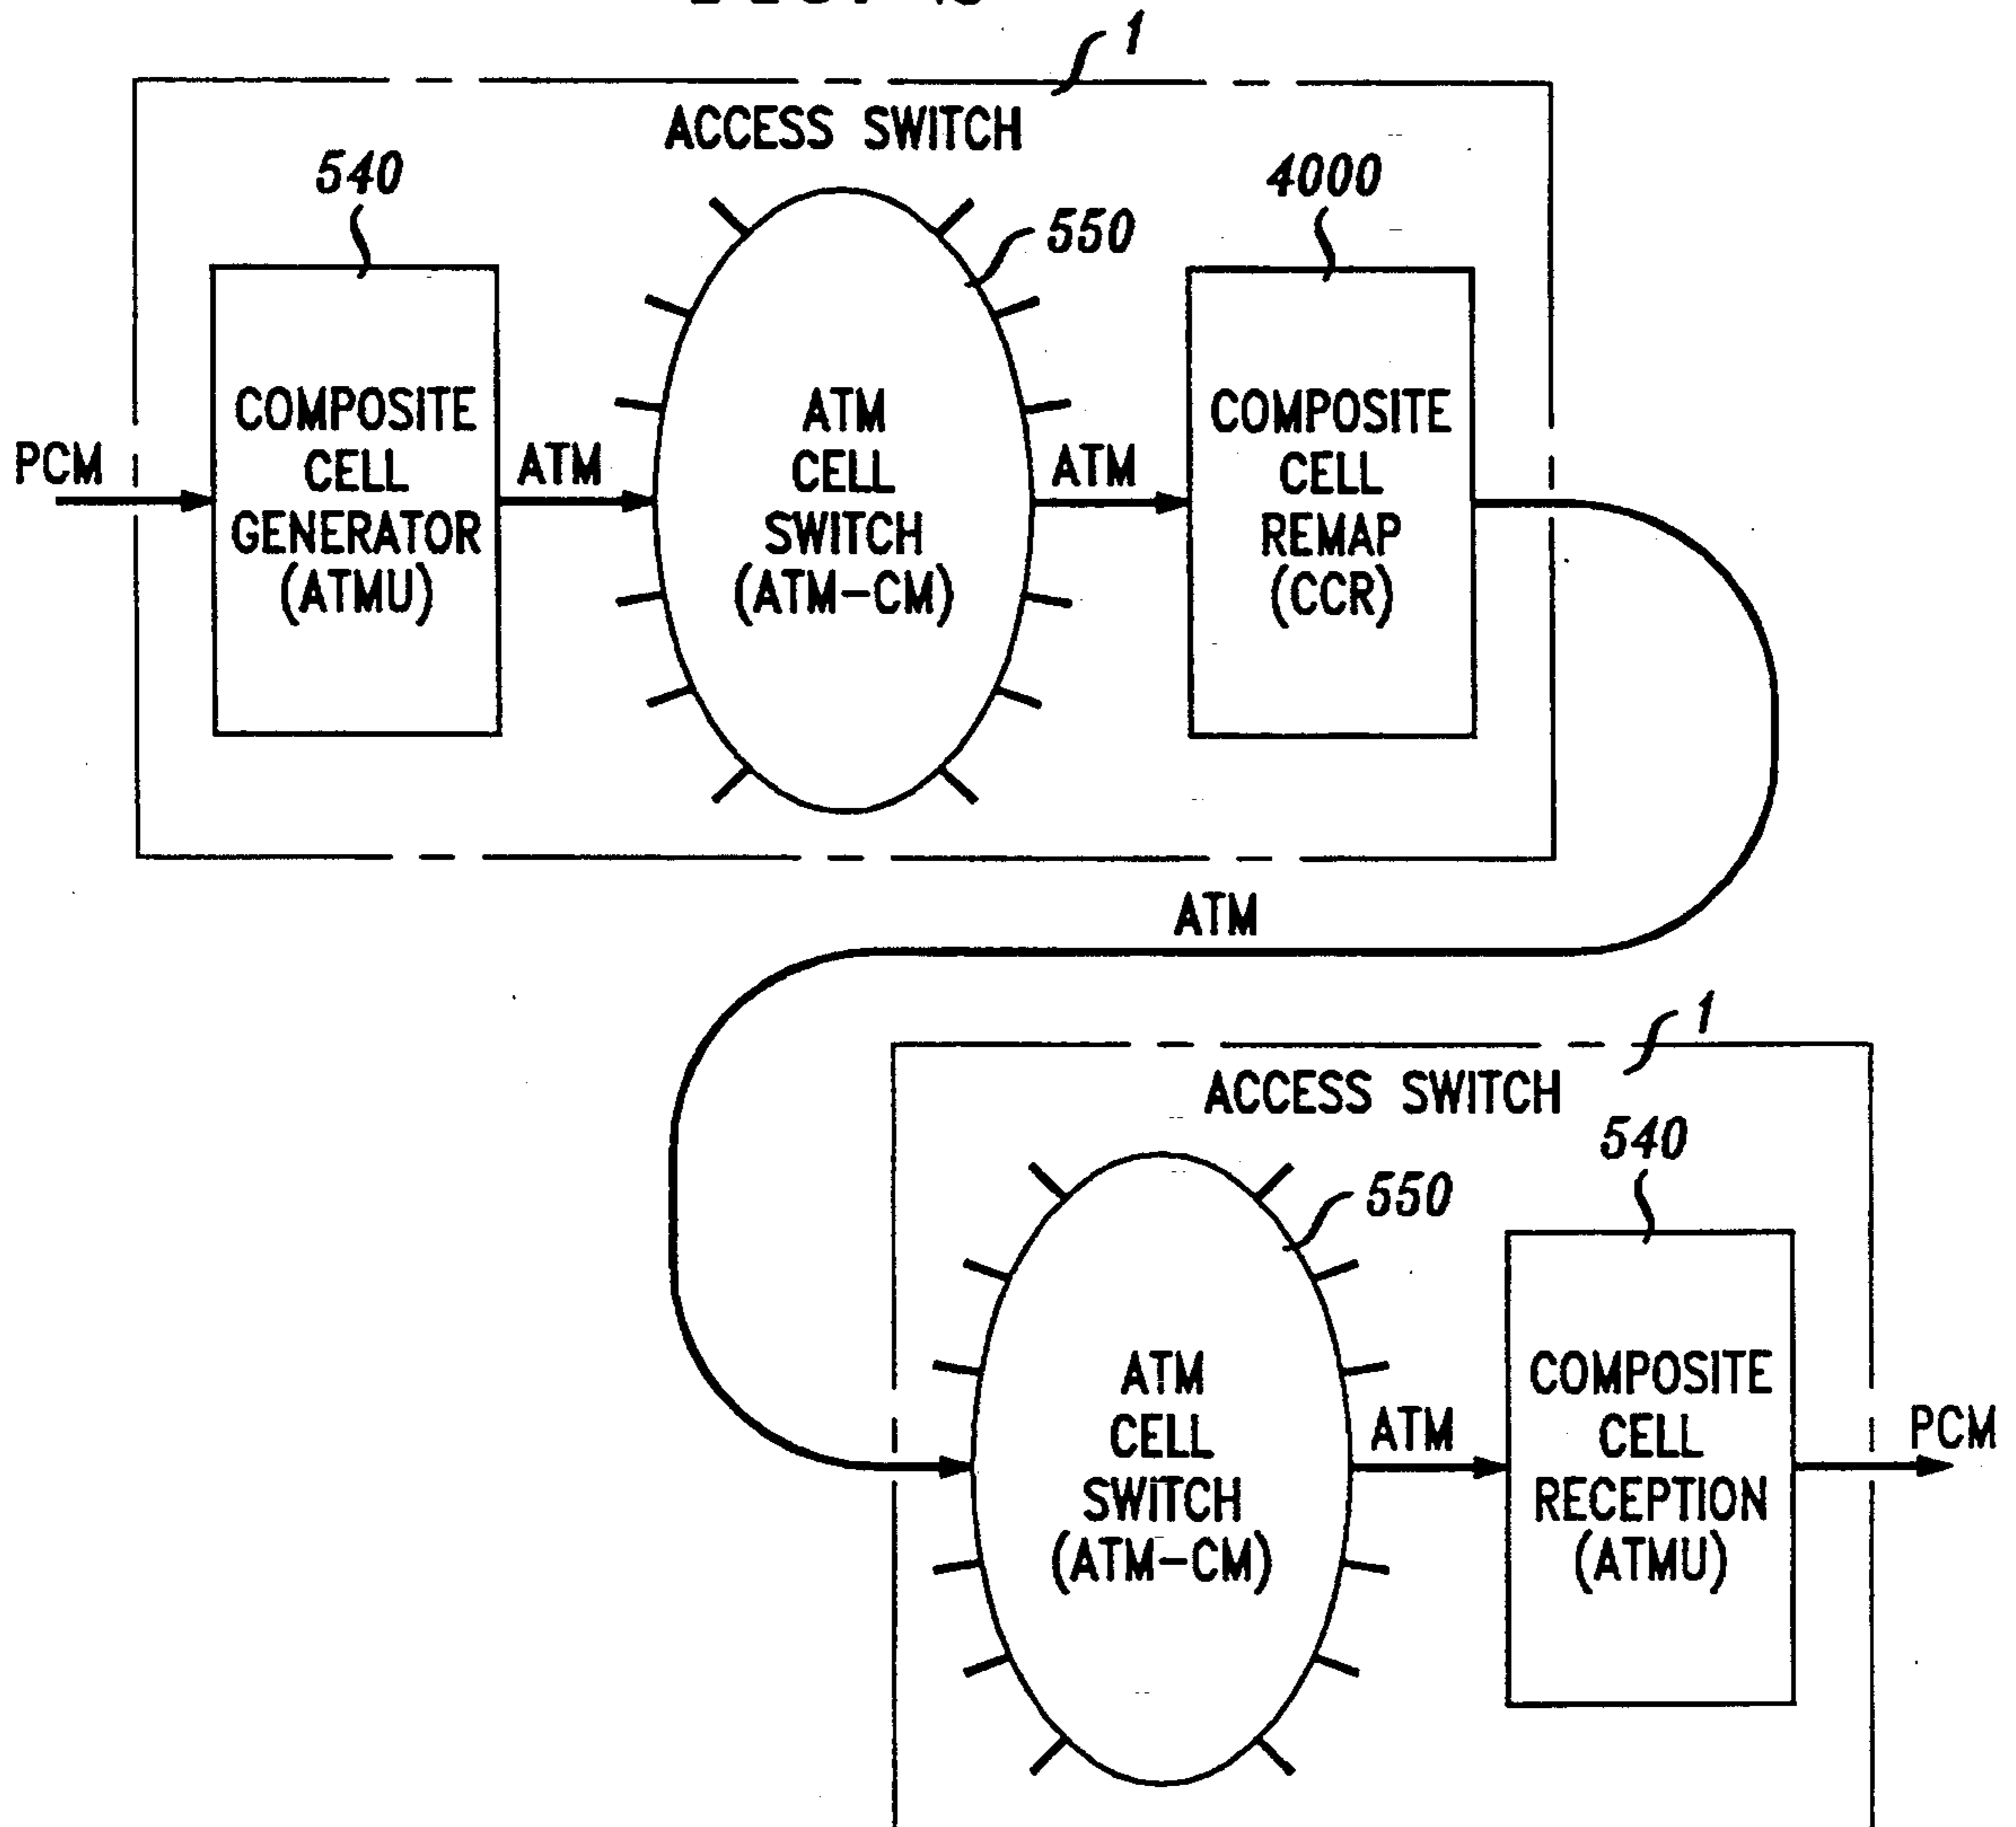 1
ACCESS SWITCH
540
550
4000
PCM
COMPOSITE
CELL
GENERATOR
(ATMU)
ATM
ATM
CELL
SWITCH
(ATM-CM)
ATM
COMPOSITE
CELL
REMAP
(CCR)
ATM
1
ACCESS SWITCH
550
540
ATM
CELL
SWITCH
(ATM-CM)
ATM
COMPOSITE
CELL
RECEPTION
(ATMU)
PCM